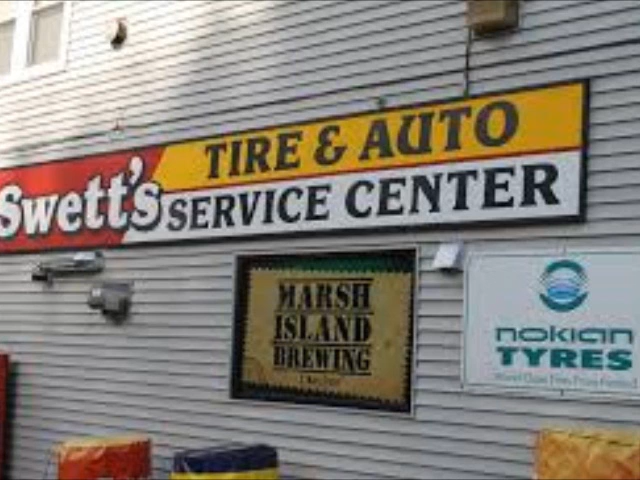 Swett's
TIRE & AUTO
SERVICE CENTER
MARSH
ISLAND
BREWING
nokian
TYRES